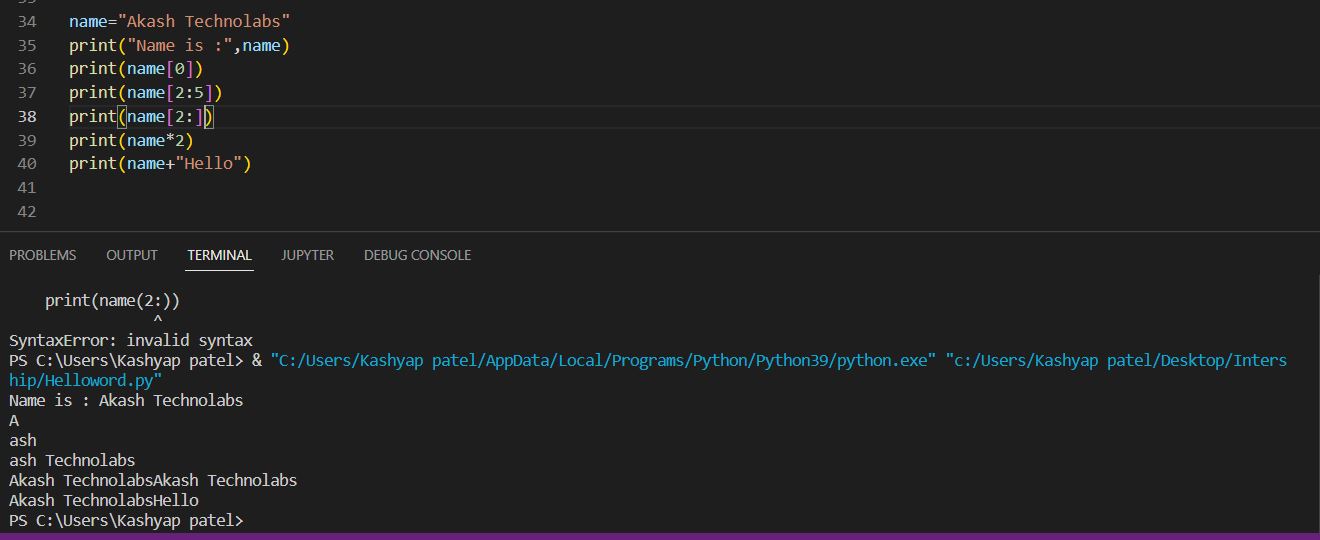 34 name="Akash Technolabs"
35 print("Name is :",name)
36 print(name[0])
37 print(name[2:5])
38 print(name[2:])
39 print(name*2)
40 print(name+"Hello")
41
42
PROBLEMS OUTPUT TERMINAL JUPYTER DEBUG CONSOLE
print(name(2:))
^
SyntaxError: invalid syntax
PS C:\Users\Kashyap patel> & "C:/Users/Kashyap patel/AppData/Local/Programs/Python/Python39/python.exe" "c:/Users/Kashyap patel/Desktop/Inters
hip/Helloword.py"
Name is : Akash Technolabs
A
ash
ash Technolabs
Akash TechnolabsAkash Technolabs
Akash TechnolabsHello
PS C:\Users\Kashyap patel>